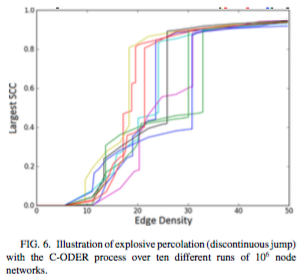 1.0
0.8
0.6
0.4
0.2
0.0
0 10 20 30 40 50
Largest SCC
Edge Density
FIG. 6. Illustration of explosive percolation (discontinuous jump)
with the C-ODER process over ten different runs of 10⁶ node
networks.